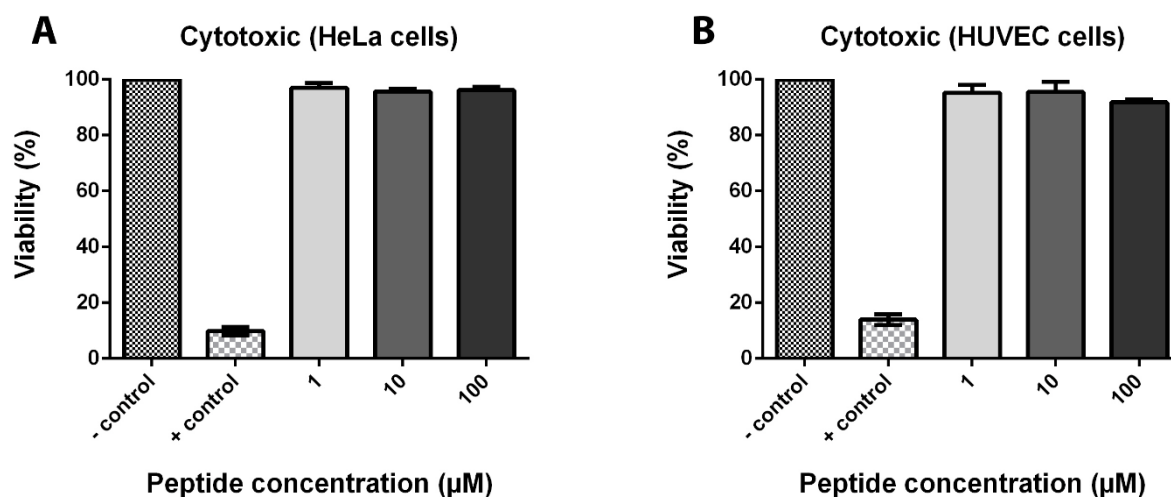 A
Cytotoxic (HeLa cells)
Viability (%)
100
80
60
40
20
0
- control
+ control
1
10
100
Peptide concentration (µM)
B
Cytotoxic (HUVEC cells)
Viability (%)
100
80
60
40
20
0
- control
+ control
1
10
100
Peptide concentration (µM)